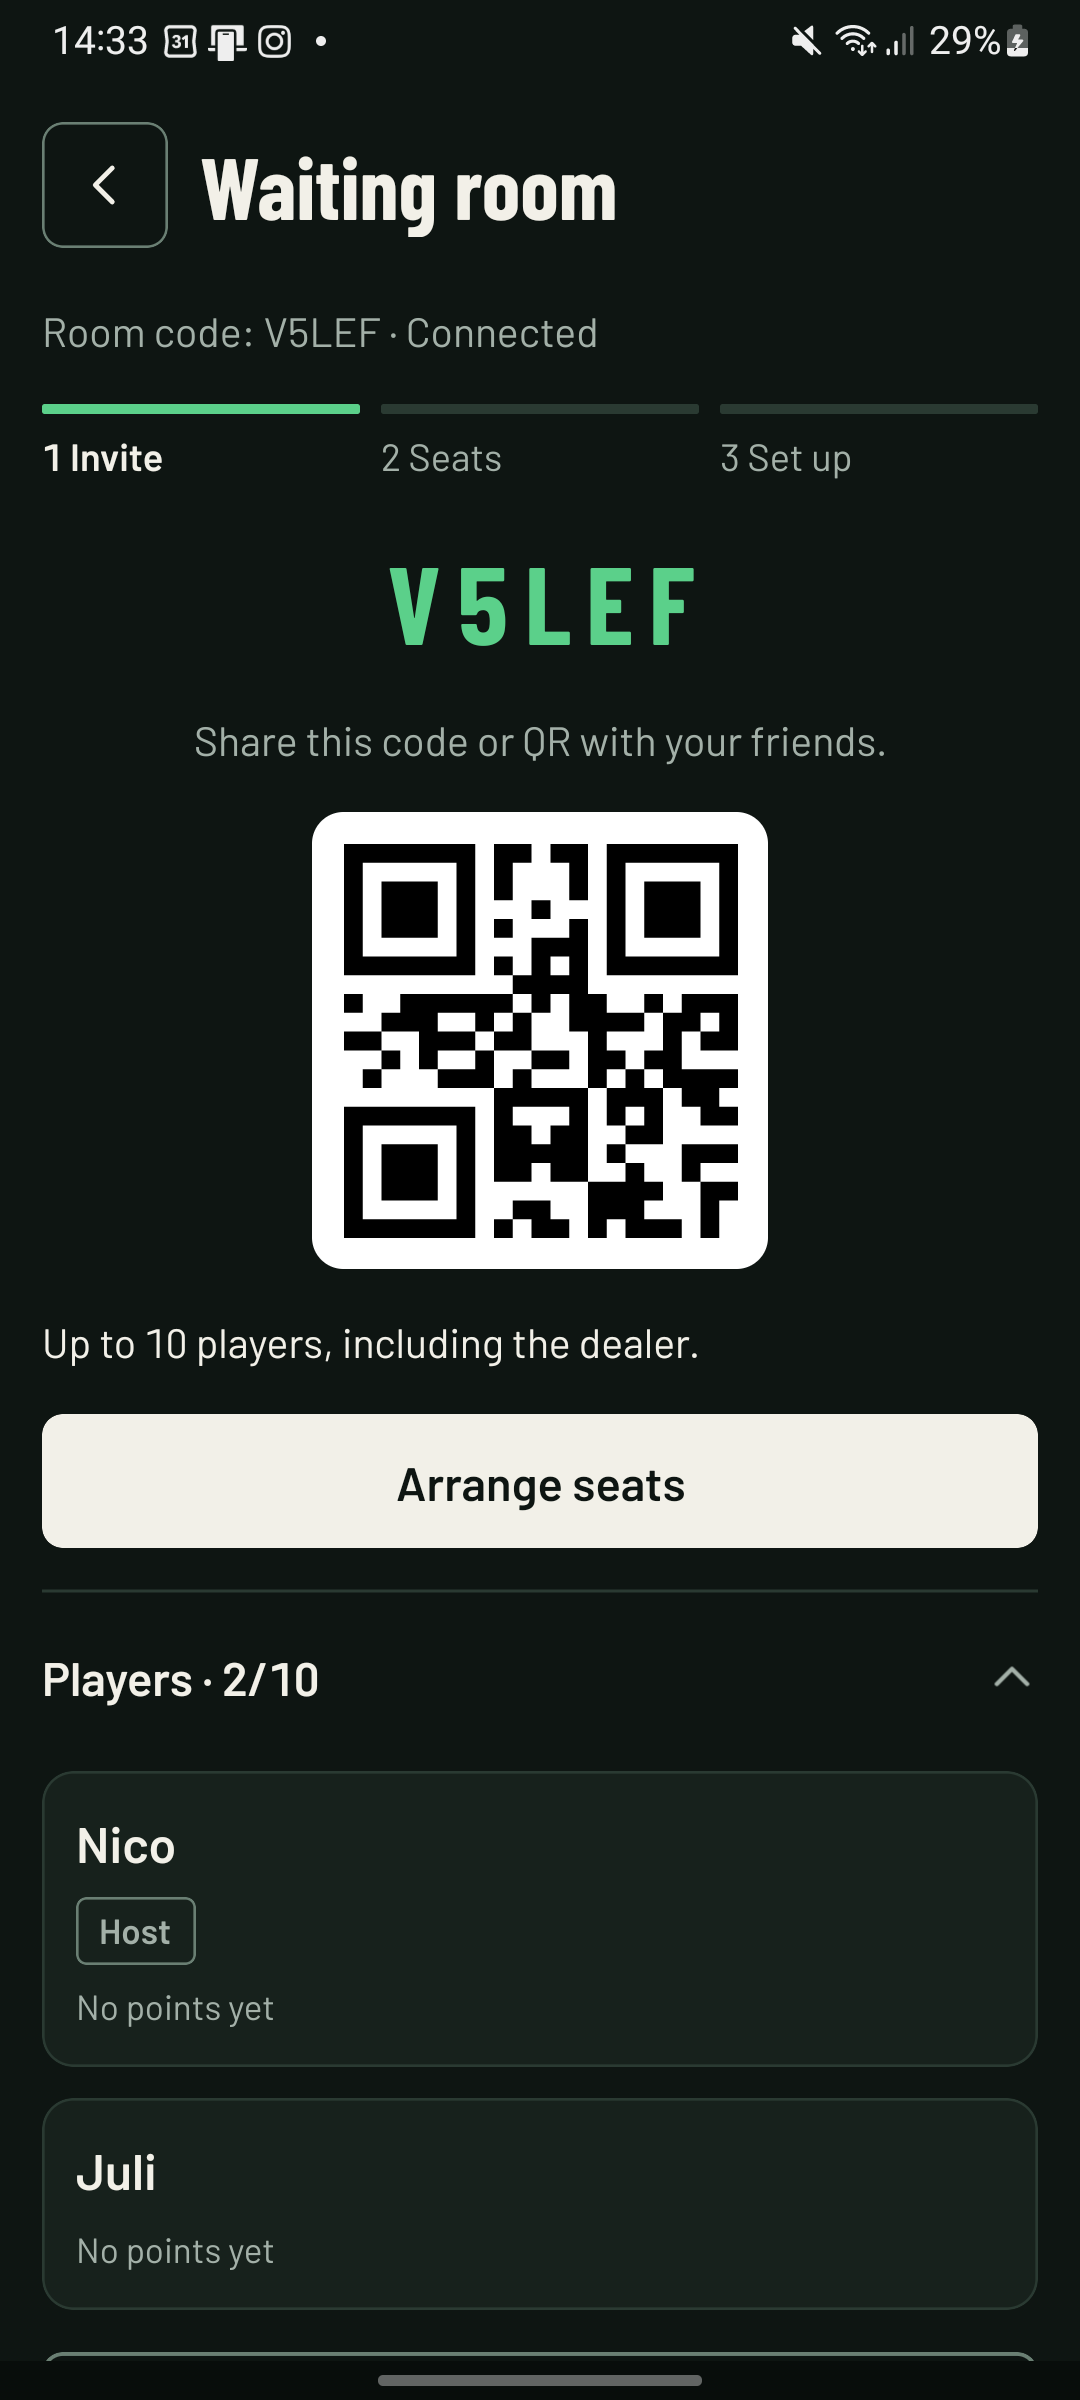 14:33 31 29%
Waiting room
Room code: V5LEF · Connected
1 Invite 2 Seats 3 Set up
V5LEF
Share this code or QR with your friends.
Up to 10 players, including the dealer.
Arrange seats
Players · 2/10
Nico
Host
No points yet
Juli
No points yet